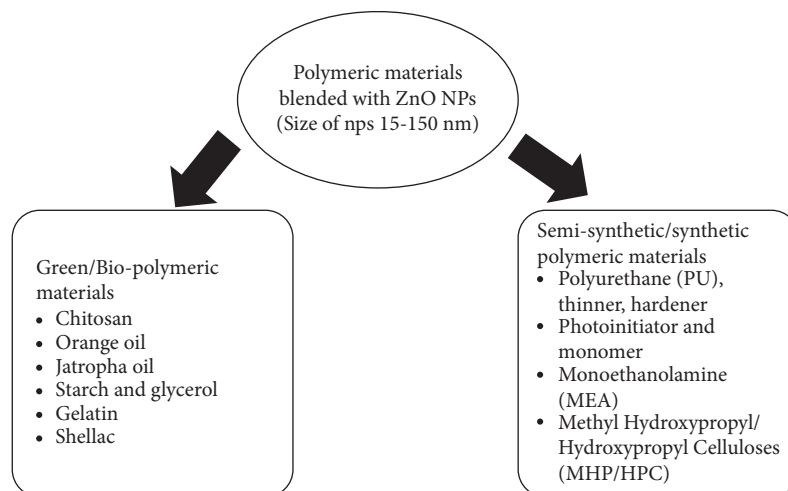 Polymeric materials
blended with ZnO NPs
(Size of nps 15-150 nm)
Green/Bio-polymeric
materials
• Chitosan
• Orange oil
• Jatropha oil
• Starch and glycerol
• Gelatin
• Shellac
Semi-synthetic/synthetic
polymeric materials
• Polyurethane (PU),
thinner, hardener
• Photoinitiator and
monomer
• Monoethanolamine
(MEA)
• Methyl Hydroxypropyl/
Hydroxypropyl Celluloses
(MHP/HPC)